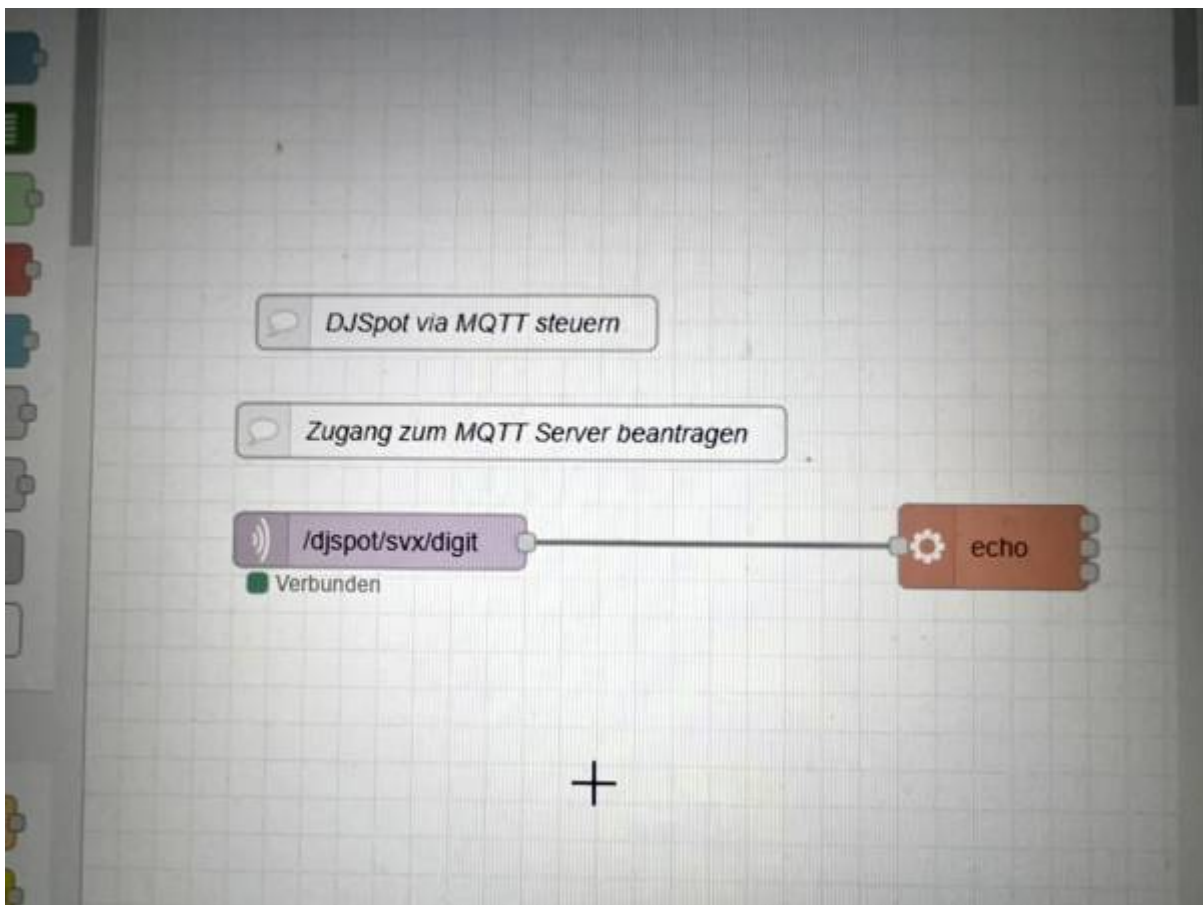 DJSpot via MQTT steuern
Zugang zum MQTT Server beantragen
/djspot/svx/digit
echo
Verbunden